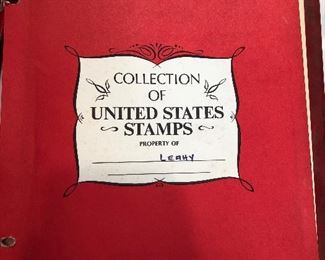 COLLECTION
OF
UNITED STATES
STAMPS
PROPERTY OF
LEAHY